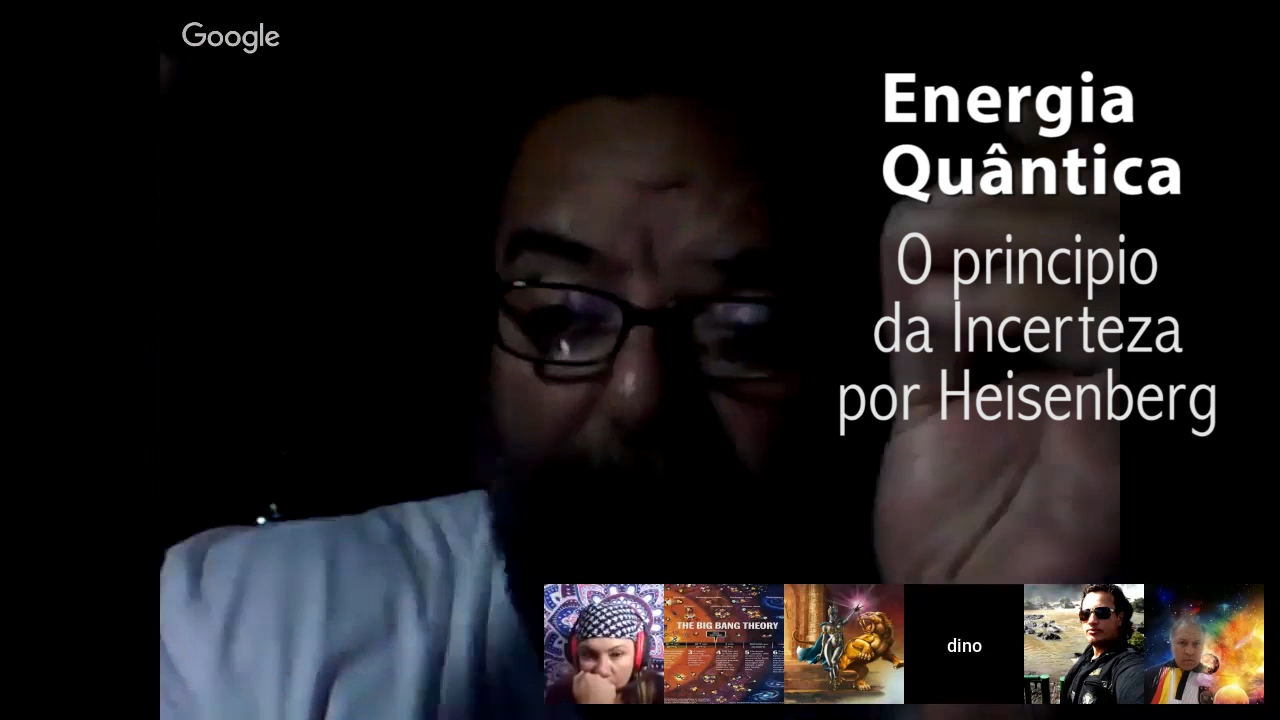 Google
Energia
Quântica
O principio
da Incerteza
por Heisenberg
THE BIG BANG THEORY
dino